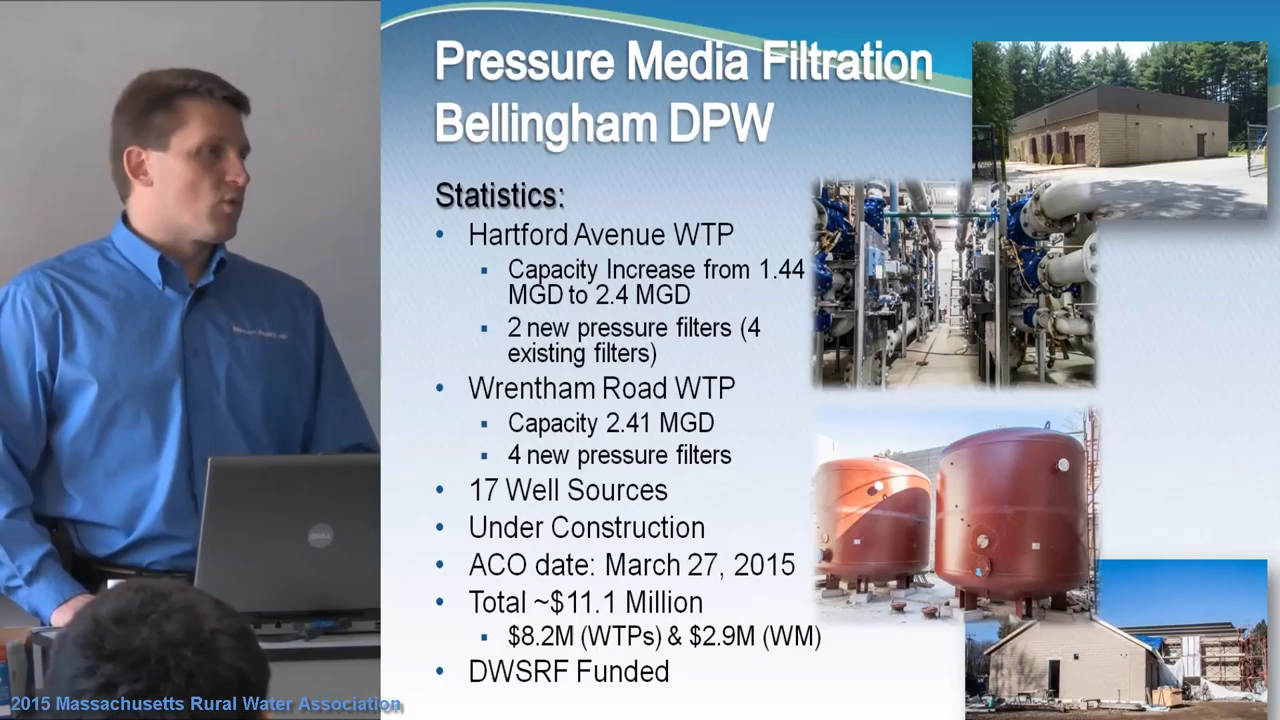 Pressure Media Filtration
Bellingham DPW
Statistics:
• Hartford Avenue WTP
▪ Capacity Increase from 1.44
MGD to 2.4 MGD
▪ 2 new pressure filters (4
existing filters)
• Wrentham Road WTP
▪ Capacity 2.41 MGD
▪ 4 new pressure filters
• 17 Well Sources
• Under Construction
• ACO date: March 27, 2015
• Total ~$11.1 Million
▪ $8.2M (WTPs) & $2.9M (WM)
• DWSRF Funded
DELL
2015 Massachusetts Rural Water Association